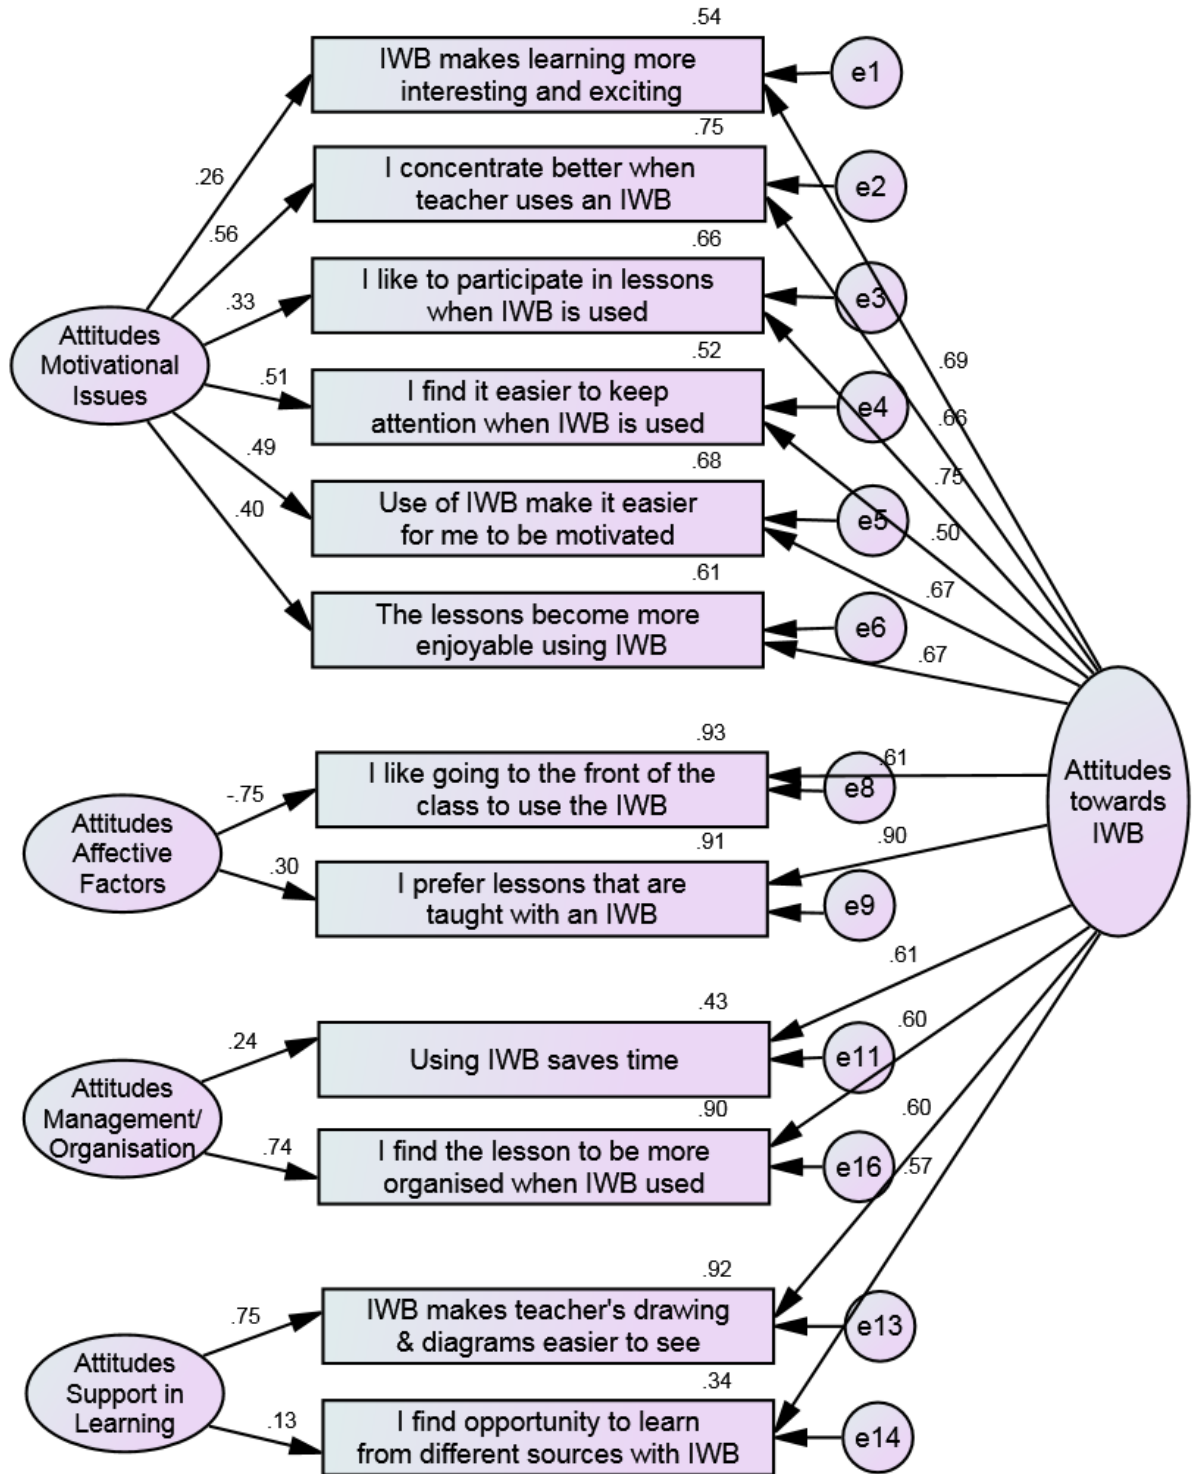 .54
IWB makes learning more
interesting and exciting
e1
.75
I concentrate better when
teacher uses an IWB
e2
.26
.56
.66
I like to participate in lessons
when IWB is used
e3
.33
Attitudes
Motivational
Issues
.52
I find it easier to keep
attention when IWB is used
e4
.51
.69
.66
.49
.68
Use of IWB make it easier
for me to be motivated
e5
.75
.50
.40
.61
The lessons become more
enjoyable using IWB
e6
.67
.67
.93
I like going to the front of the
class to use the IWB
e8
.61
Attitudes
towards
IWB
-.75
Attitudes
Affective
Factors
.30
.91
I prefer lessons that are
taught with an IWB
e9
.90
.61
.43
Using IWB saves time
e11
.60
.24
Attitudes
Management/
Organisation
.74
.90
I find the lesson to be more
organised when IWB used
e16
.60
.57
.92
IWB makes teacher's drawing
& diagrams easier to see
e13
.75
Attitudes
Support in
Learning
.13
.34
I find opportunity to learn
from different sources with IWB
e14